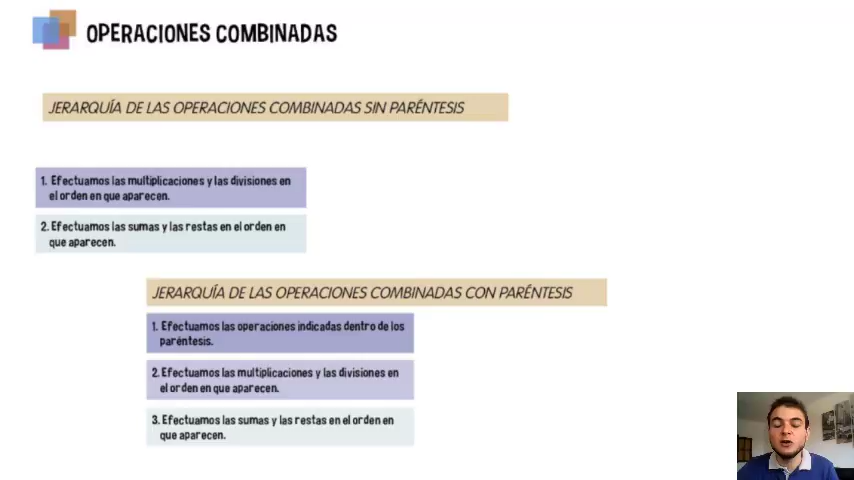 OPERACIONES COMBINADAS
JERARQUÍA DE LAS OPERACIONES COMBINADAS SIN PARÉNTESIS
1. Efectuamos las multiplicaciones y las divisiones en
el orden en que aparecen.
2. Efectuamos las sumas y las restas en el orden en
que aparecen.
JERARQUÍA DE LAS OPERACIONES COMBINADAS CON PARÉNTESIS
1. Efectuamos las operaciones indicadas dentro de los
paréntesis.
2. Efectuamos las multiplicaciones y las divisiones en
el orden en que aparecen.
3. Efectuamos las sumas y las restas en el orden en
que aparecen.